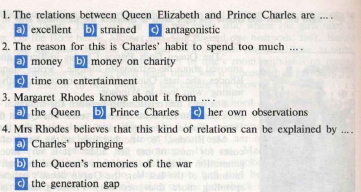 1. The relations between Queen Elizabeth and Prince Charles are ... .
a) excellent b) strained c) antagonistic
2. The reason for this is Charles' habit to spend too much ... .
a) money b) money on charity
c) time on entertainment
3. Margaret Rhodes knows about it from ... .
a) the Queen b) Prince Charles c) her own observations
4. Mrs Rhodes believes that this kind of relations can be explained by ... .
a) Charles' upbringing
b) the Queen's memories of the war
c) the generation gap